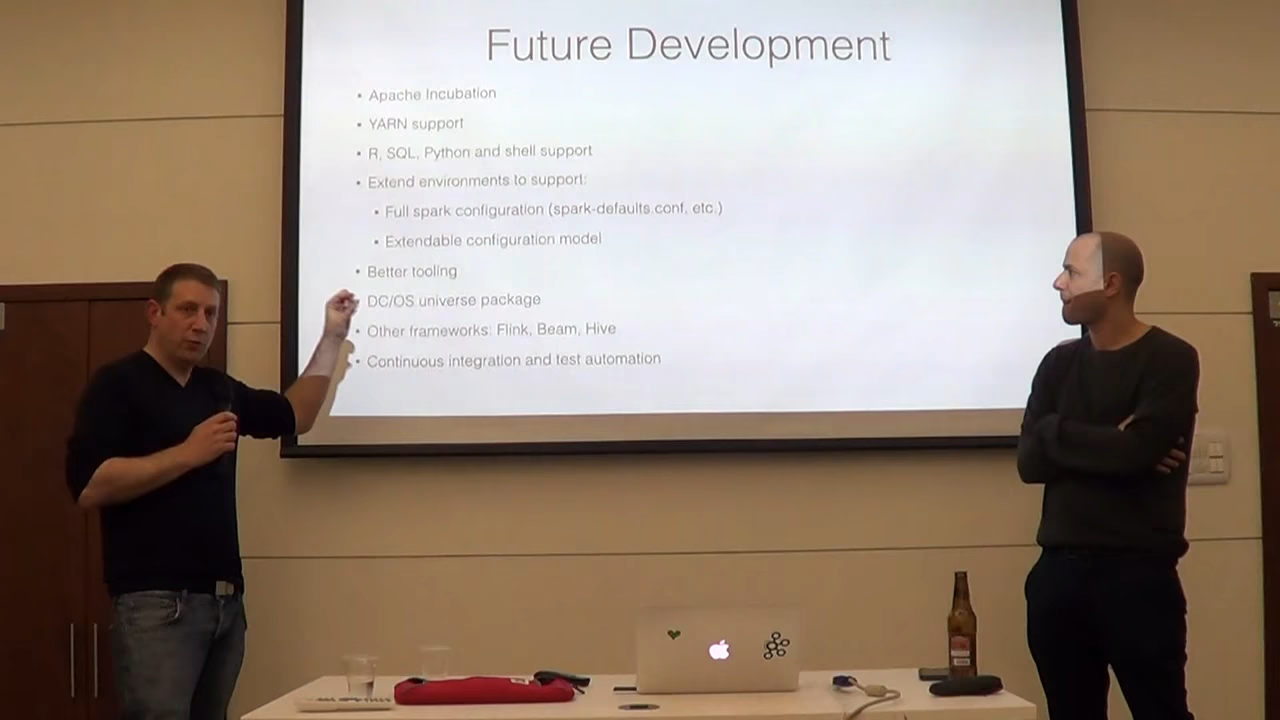 Future Development
• Apache Incubation
• YARN support
• R, SQL, Python and shell support
• Extend environments to support:
• Full spark configuration (spark-defaults.conf, etc.)
• Extendable configuration model
• Better tooling
DC/OS universe package
• Other frameworks: Flink, Beam, Hive
• Continuous integration and test automation